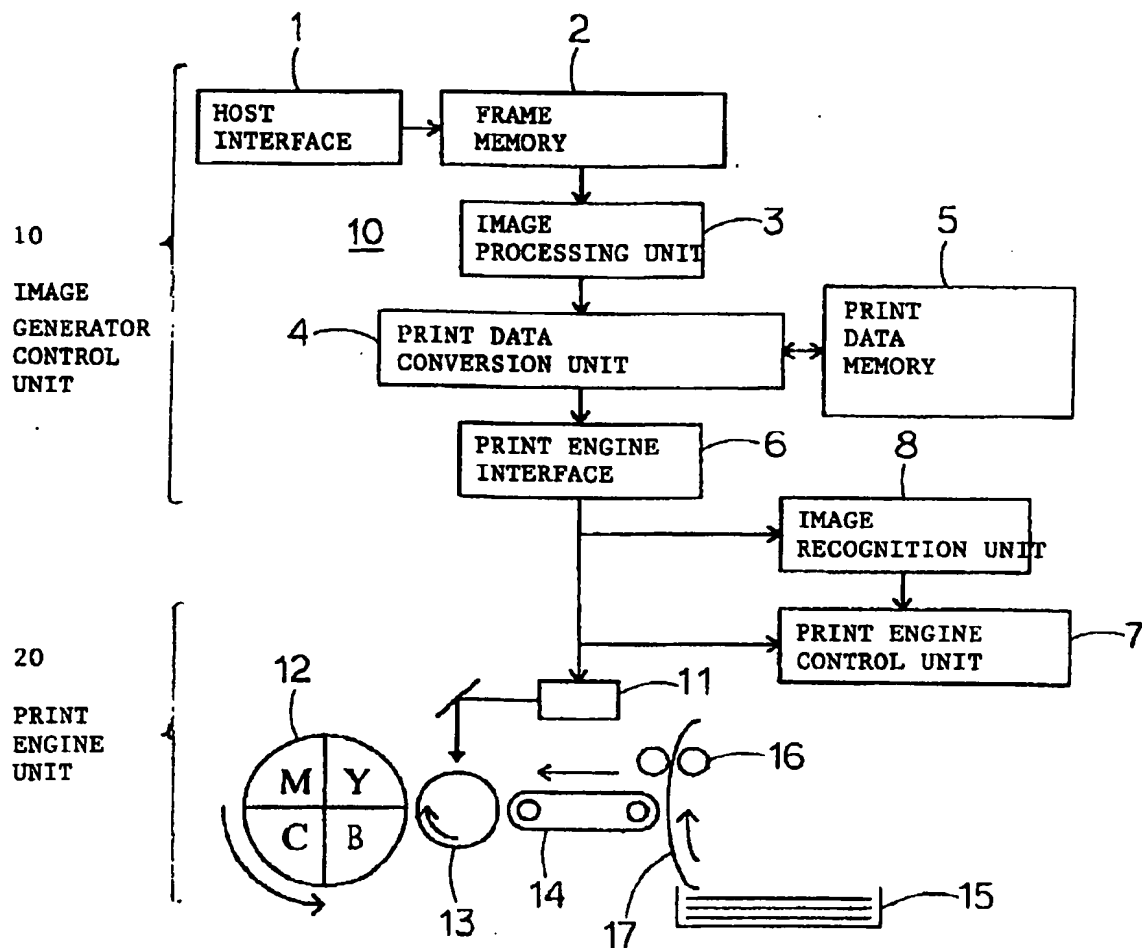 1
2
HOST
INTERFACE
FRAME
MEMORY
10
IMAGE
GENERATOR
CONTROL
UNIT
10
IMAGE
PROCESSING UNIT
3
5
4
PRINT DATA
CONVERSION UNIT
PRINT
DATA
MEMORY
PRINT ENGINE
INTERFACE
6
8
IMAGE
RECOGNITION UNIT
PRINT ENGINE
CONTROL UNIT
7
20
PRINT
ENGINE
UNIT
12
11
16
M Y
C B
13
14
17
15